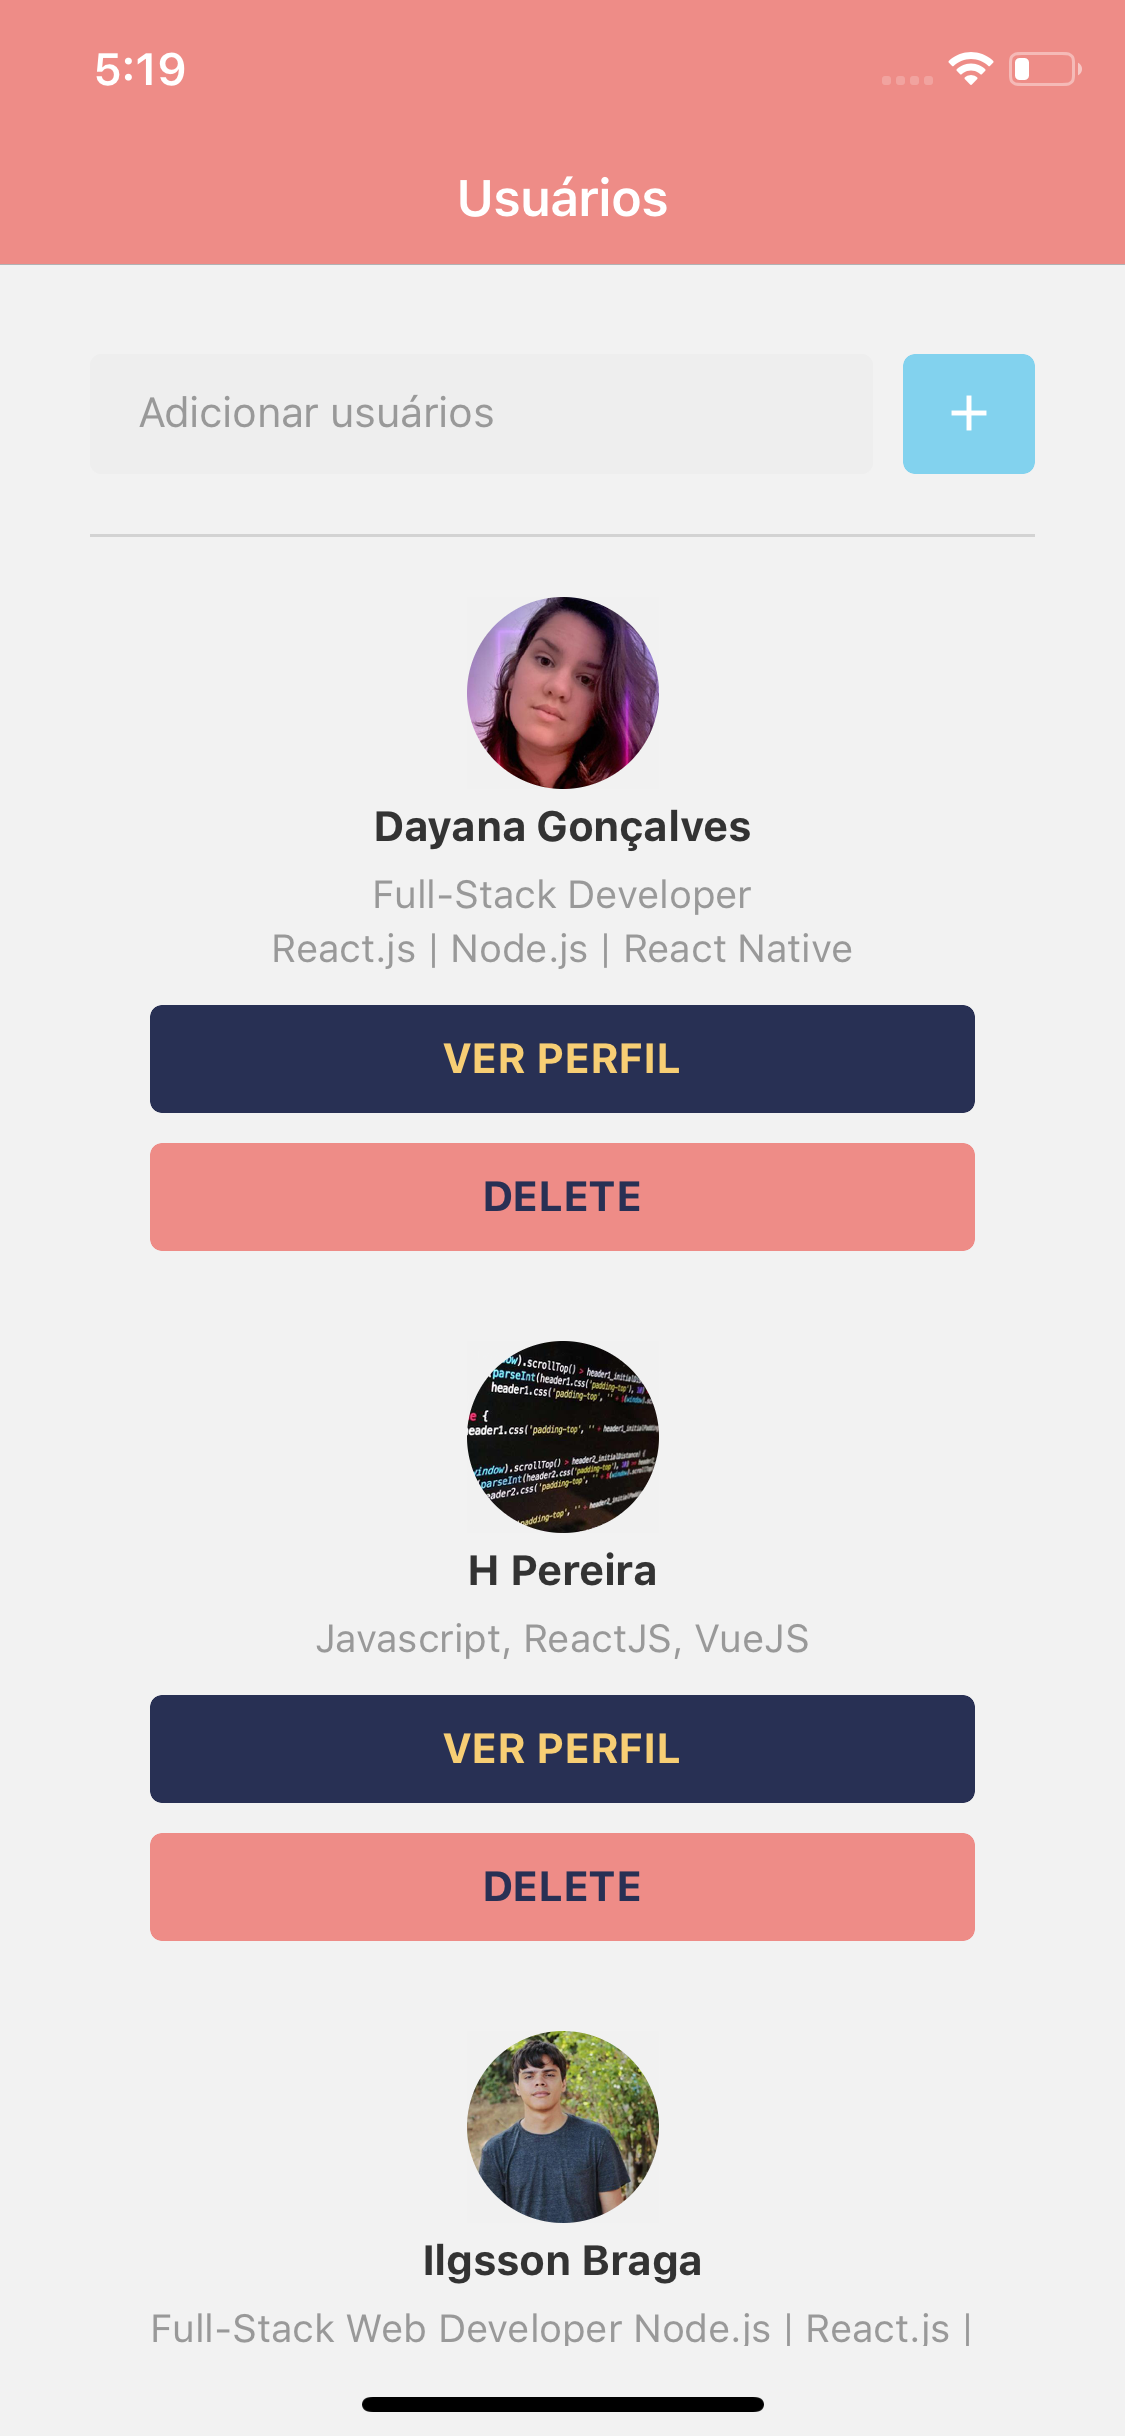 5:19
Usuários
Adicionar usuários
+
Dayana Gonçalves
Full-Stack Developer
React.js | Node.js | React Native
VER PERFIL
DELETE
H Pereira
Javascript, ReactJS, VueJS
VER PERFIL
DELETE
Ilgsson Braga
Full-Stack Web Developer Node.js | React.js |